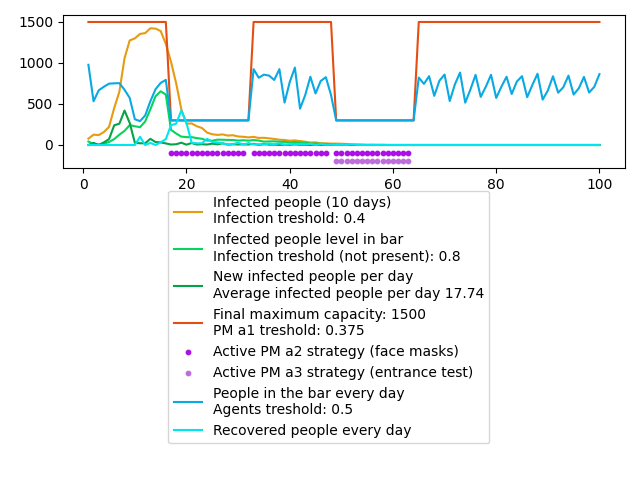 1500
1000
500
0
0 20 40 60 80 100
Infected people (10 days)
Infection treshold: 0.4
Infected people level in bar
Infection treshold (not present): 0.8
New infected people per day
Average infected people per day 17.74
Final maximum capacity: 1500
PM a1 treshold: 0.375
Active PM a2 strategy (face masks)
Active PM a3 strategy (entrance test)
People in the bar every day
Agents treshold: 0.5
Recovered people every day